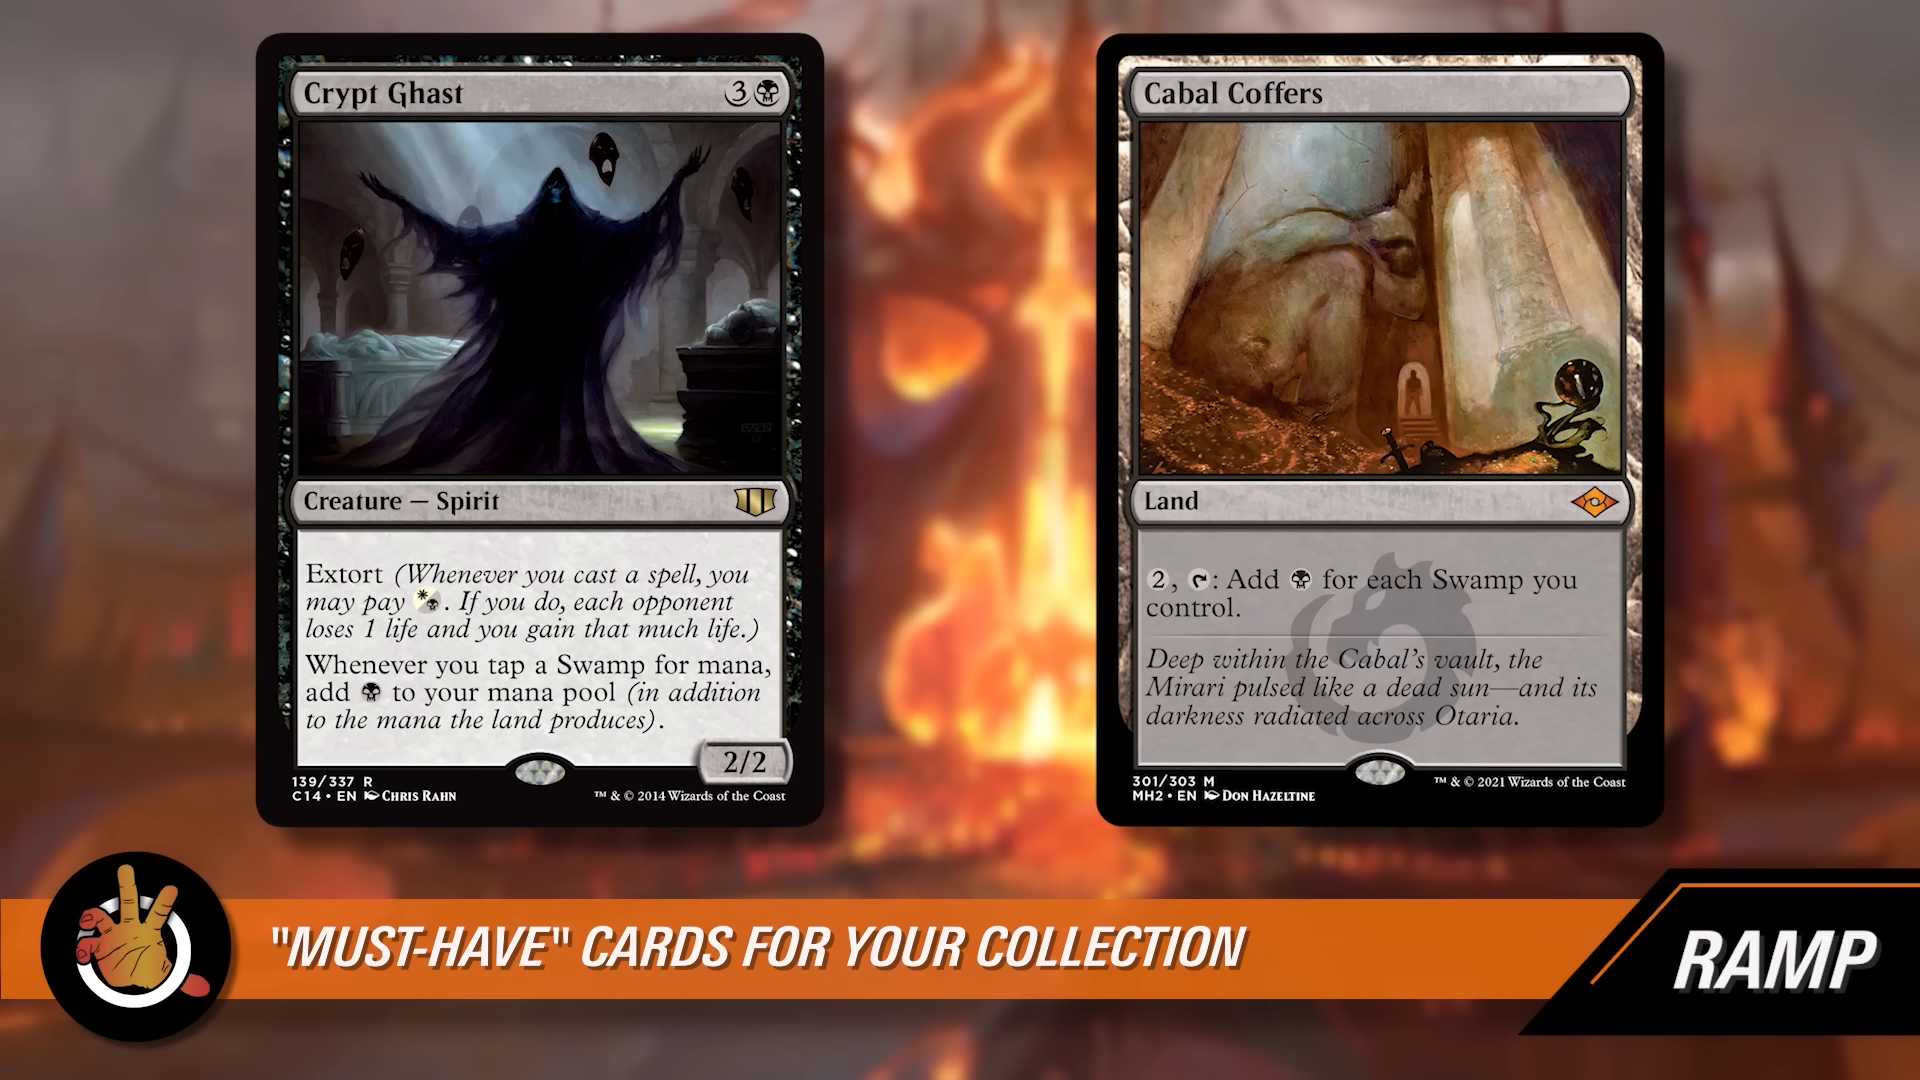 Crypt Ghast
3
Creature — Spirit
Extort (Whenever you cast a spell, you
may pay . If you do, each opponent
loses 1 life and you gain that much life.)
Whenever you tap a Swamp for mana,
add to your mana pool (in addition
to the mana the land produces).
2/2
139/337 R
C14 • EN Chris Rahn
™ & © 2014 Wizards of the Coast
Cabal Coffers
Land
2, : Add for each Swamp you
control.
Deep within the Cabal's vault, the
Mirari pulsed like a dead sun—and its
darkness radiated across Otaria.
301/303 M
MH2 • EN Don Hazeltine
™ & © 2021 Wizards of the Coast
"MUST-HAVE" CARDS FOR YOUR COLLECTION
RAMP